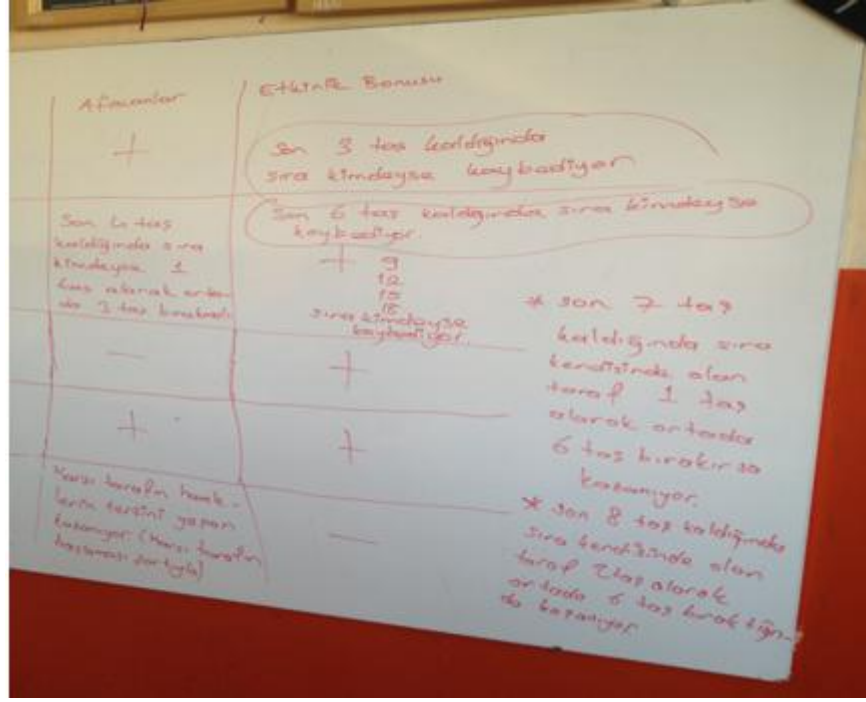 Afacanlar
Etkinlik Bonusu
+
Son 3 taş kaldığında
sıra kimdeyse kaybediyor
Son 4 taş
kaldığında sıra
kimdeyse 1
taş alarak orta-
da 3 taş bırakmalı
Son 6 taş kaldığında sıra kimdeyse
kaybediyor.
+ 9
12
15
18
sıra kimdeyse
kaybediyor.
-
+
+
+
Karşı tarafın hamle-
lerin tersini yapan
kazanıyor. (Karşı tarafın
başlaması şartıyla)
-
* Son 7 taş
kaldığında sıra
kendisinde olan
taraf 1 taş
alarak ortada
6 taş bırakırsa
kazanıyor.
* Son 8 taş kaldığında
sıra kendisinde olan
taraf 2 taş alarak
ortada 6 taş bıraktığın-
da kazanıyor